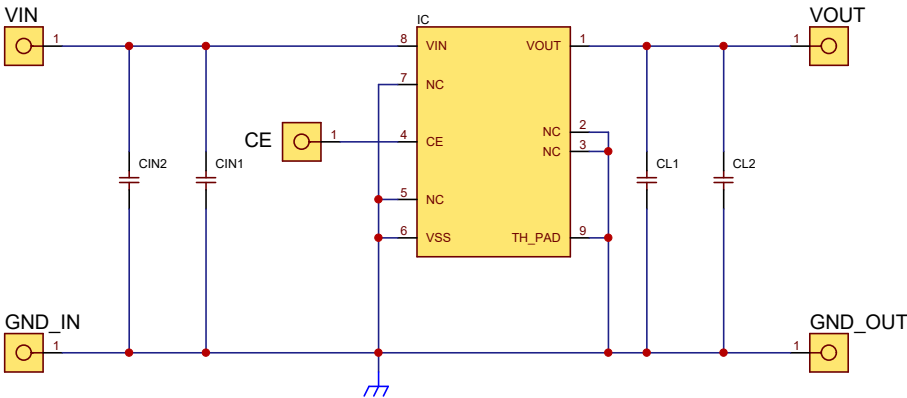 VIN
VOUT
IC
1
8
VIN
VOUT
1
1
7
NC
CE
1
4
CE
NC
2
NC
3
CIN2
CIN1
CL1
CL2
5
NC
6
VSS
TH_PAD
9
GND_IN
GND_OUT
1
1